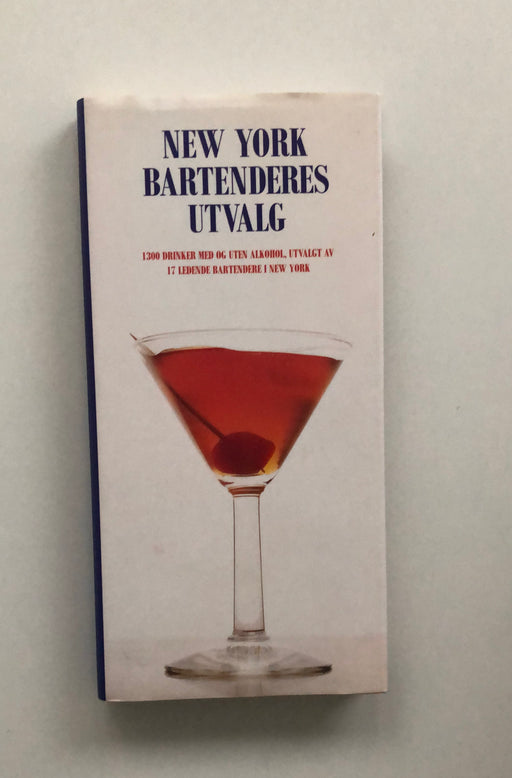 NEW YORK
BARTENDERES
UTVALG
1300 DRINKER MED OG UTEN ALKOHOL, UTVALGT AV
17 LEDENDE BARTENDERE I NEW YORK